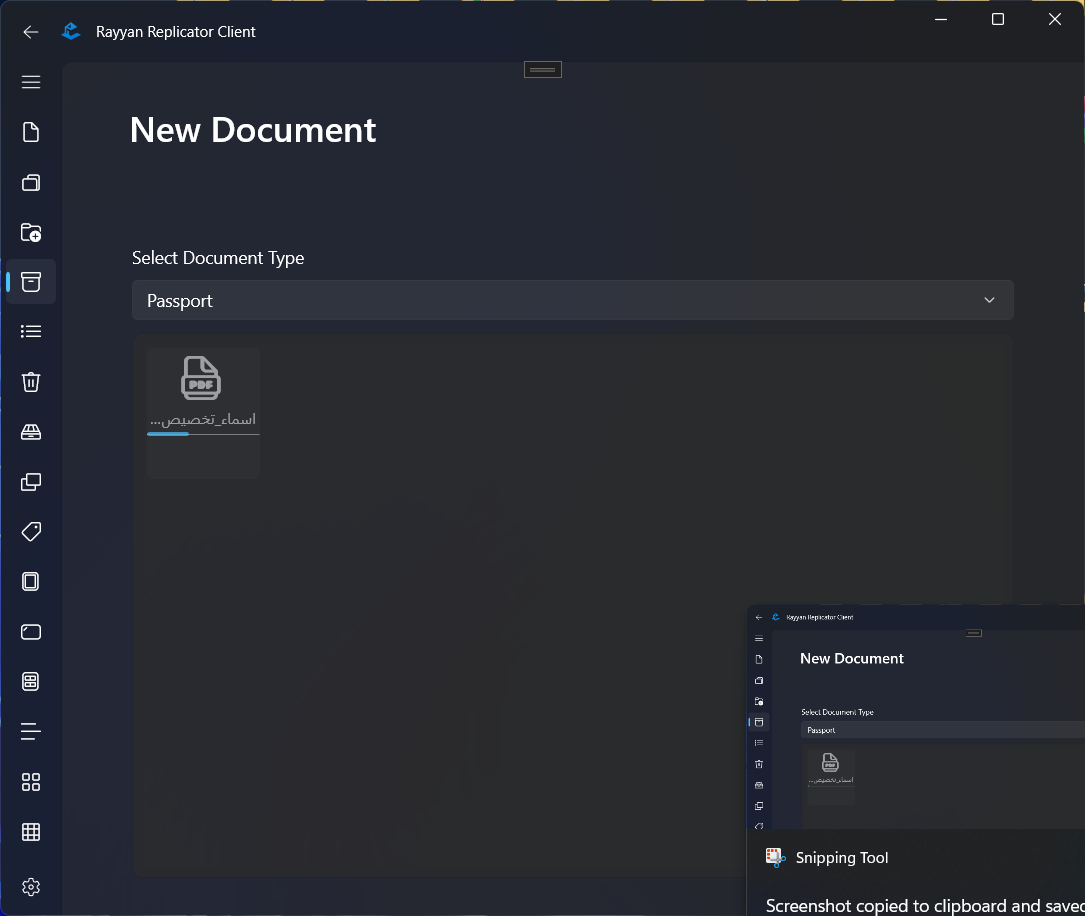 Rayyan Replicator Client
New Document
Select Document Type
Passport
PDF
اسماء_تخصيص...
Rayyan Replicator Client
New Document
Select Document Type
Passport
PDF
اسماء_تخصيص...
Snipping Tool
Screenshot copied to clipboard and saved